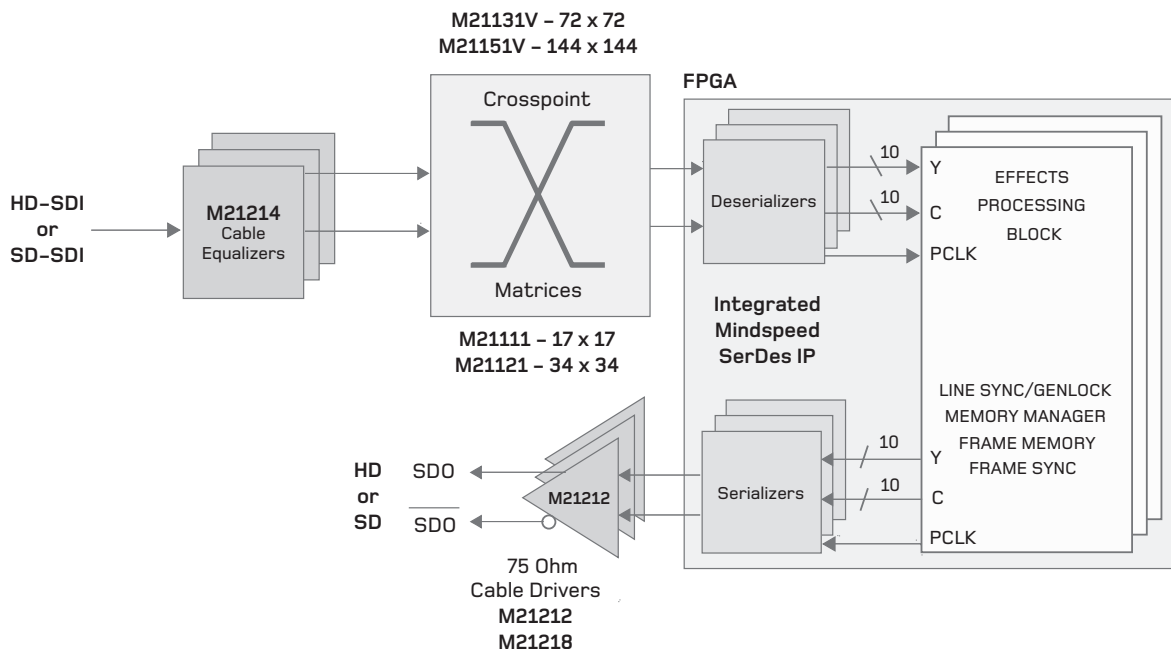 M21131V – 72 x 72
M21151V – 144 x 144
FPGA
Crosspoint
Matrices
M21111 – 17 x 17
M21121 – 34 x 34
HD–SDI
or
SD–SDI
M21214
Cable
Equalizers
Deserializers
10
10
Y
C
PCLK
EFFECTS
PROCESSING
BLOCK
Integrated
Mindspeed
SerDes IP
LINE SYNC/GENLOCK
MEMORY MANAGER
FRAME MEMORY
FRAME SYNC
Y
C
PCLK
10
10
Serializers
HD
or
SD
SDO
SDO
M21212
75 Ohm
Cable Drivers
M21212
M21218